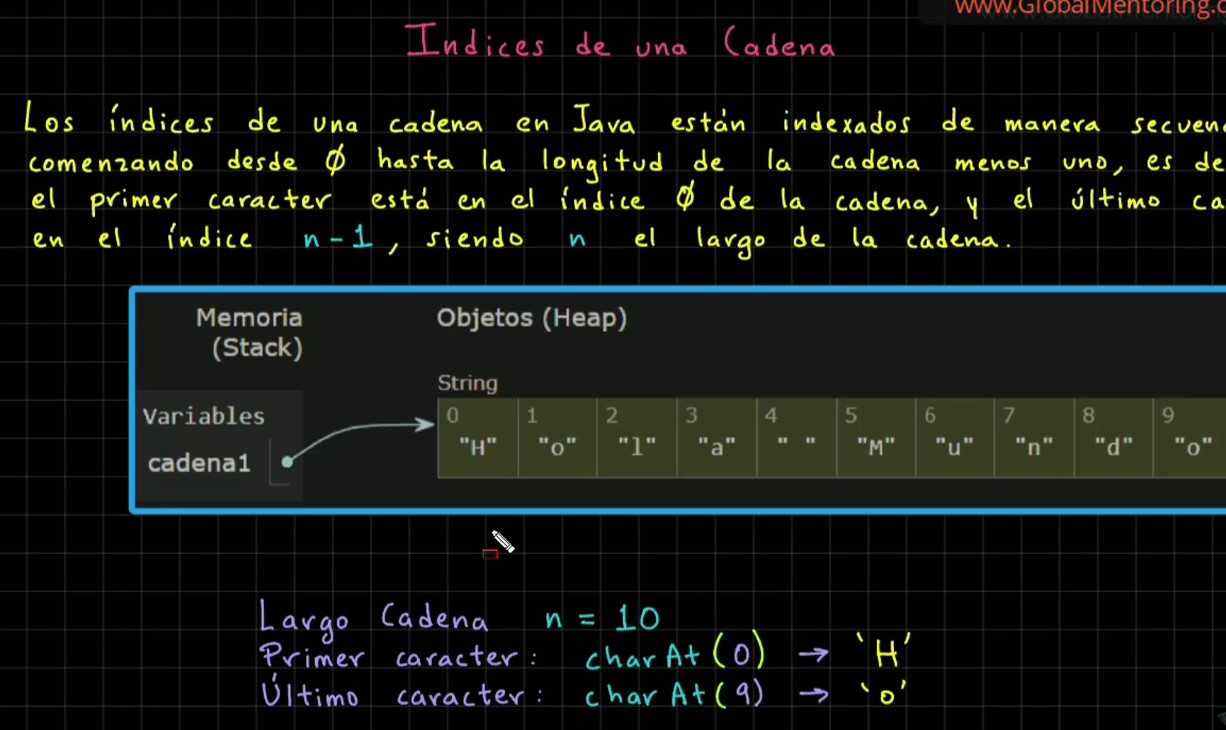 www.GlobalMentoring.c
Indices de una Cadena
Los índices de una cadena en Java están indexados de manera secuen
comenzando desde 0 hasta la longitud de la cadena menos uno, es de
el primer caracter está en el índice 0 de la cadena, y el último ca
en el índice n-1, siendo n el largo de la cadena.
Memoria
(Stack)
Objetos (Heap)
String
Variables
cadena1
0 1 2 3 4 5 6 7 8 9
"H" "o" "l" "a" " " "M" "u" "n" "d" "o"
Largo Cadena n = 10
Primer caracter: charAt(0) → 'H'
Último caracter: charAt(9) → 'o'